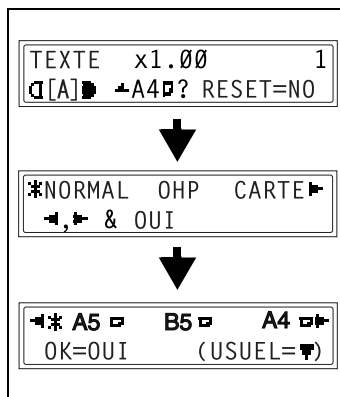 TEXTE x1.00 1
[A] A4? RESET=NO
*NORMAL OHP CARTE►
◄,► & OUI
◄* A5 B5 A4 ►
OK=OUI (USUEL=▼)